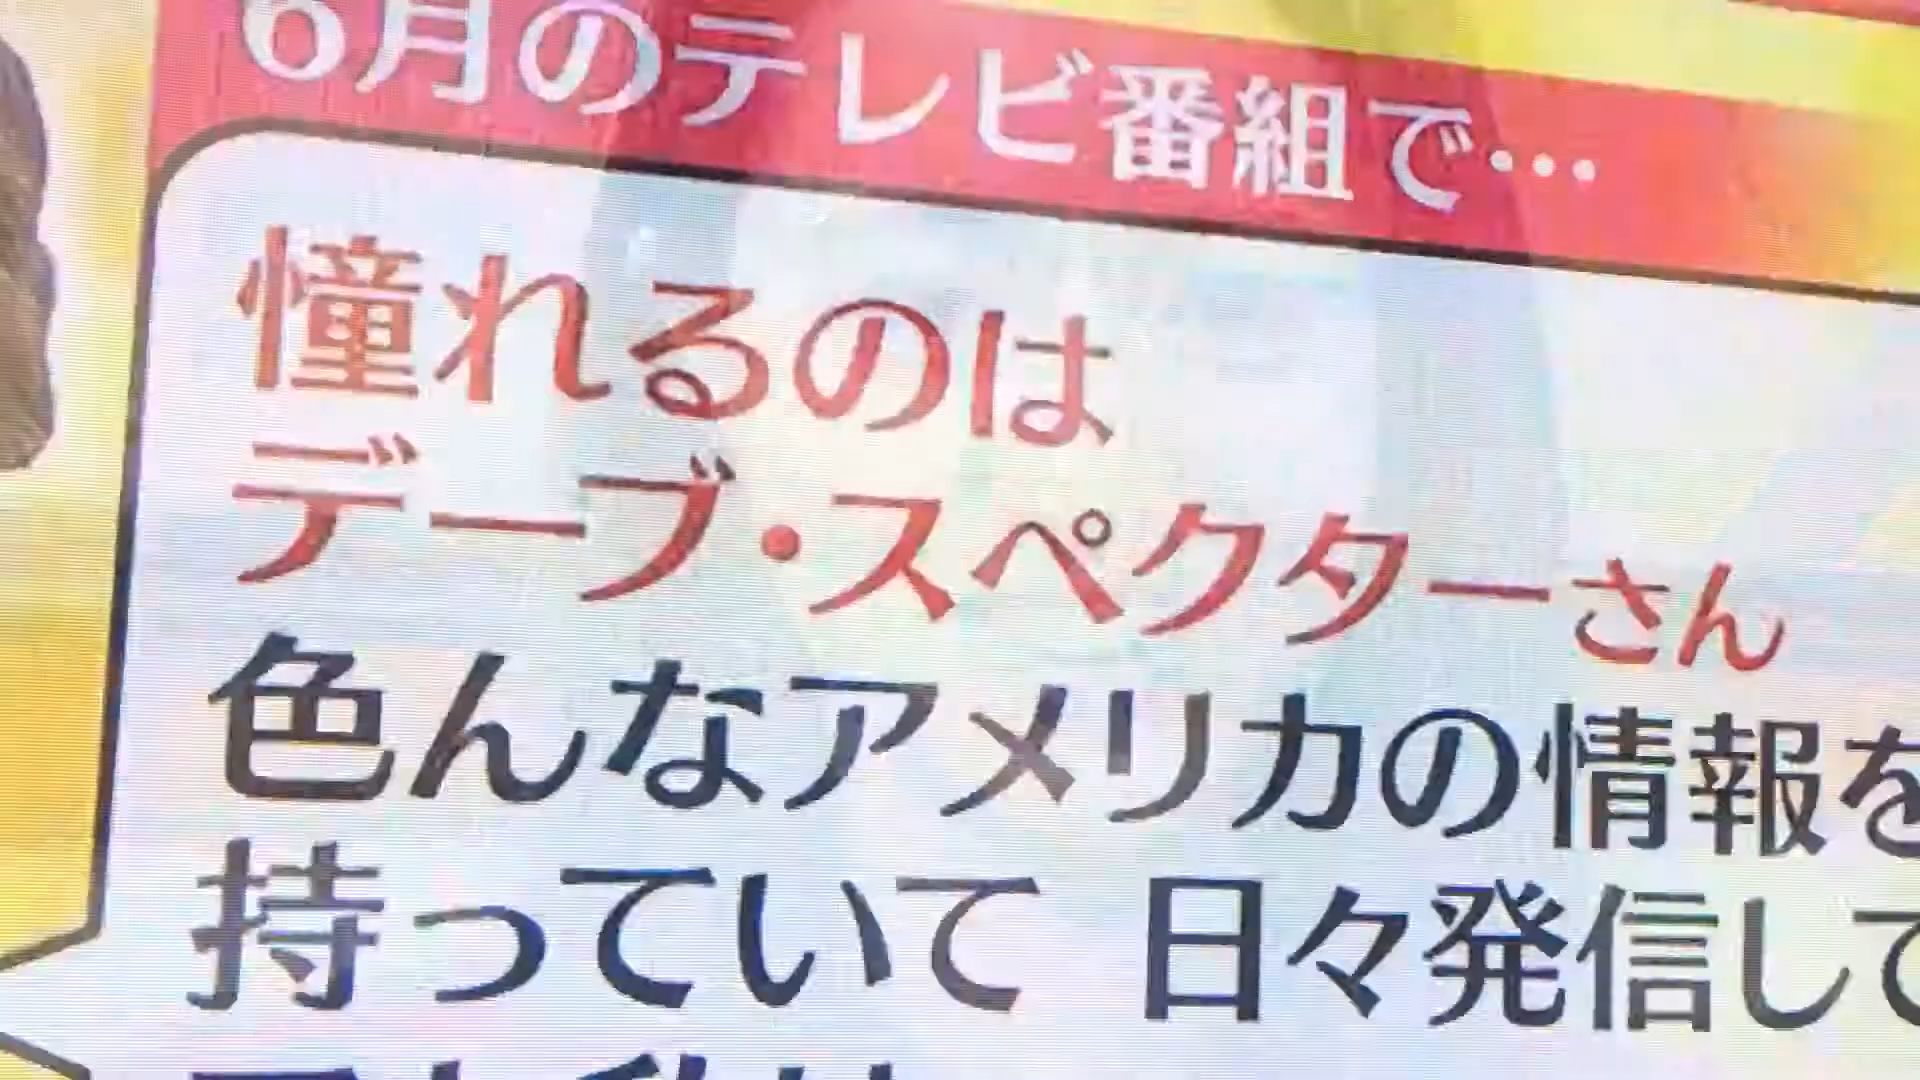 6月のテレビ番組で…
憧れるのは
デーブ・スペクターさん
色んなアメリカの情報を
持っていて 日々発信して